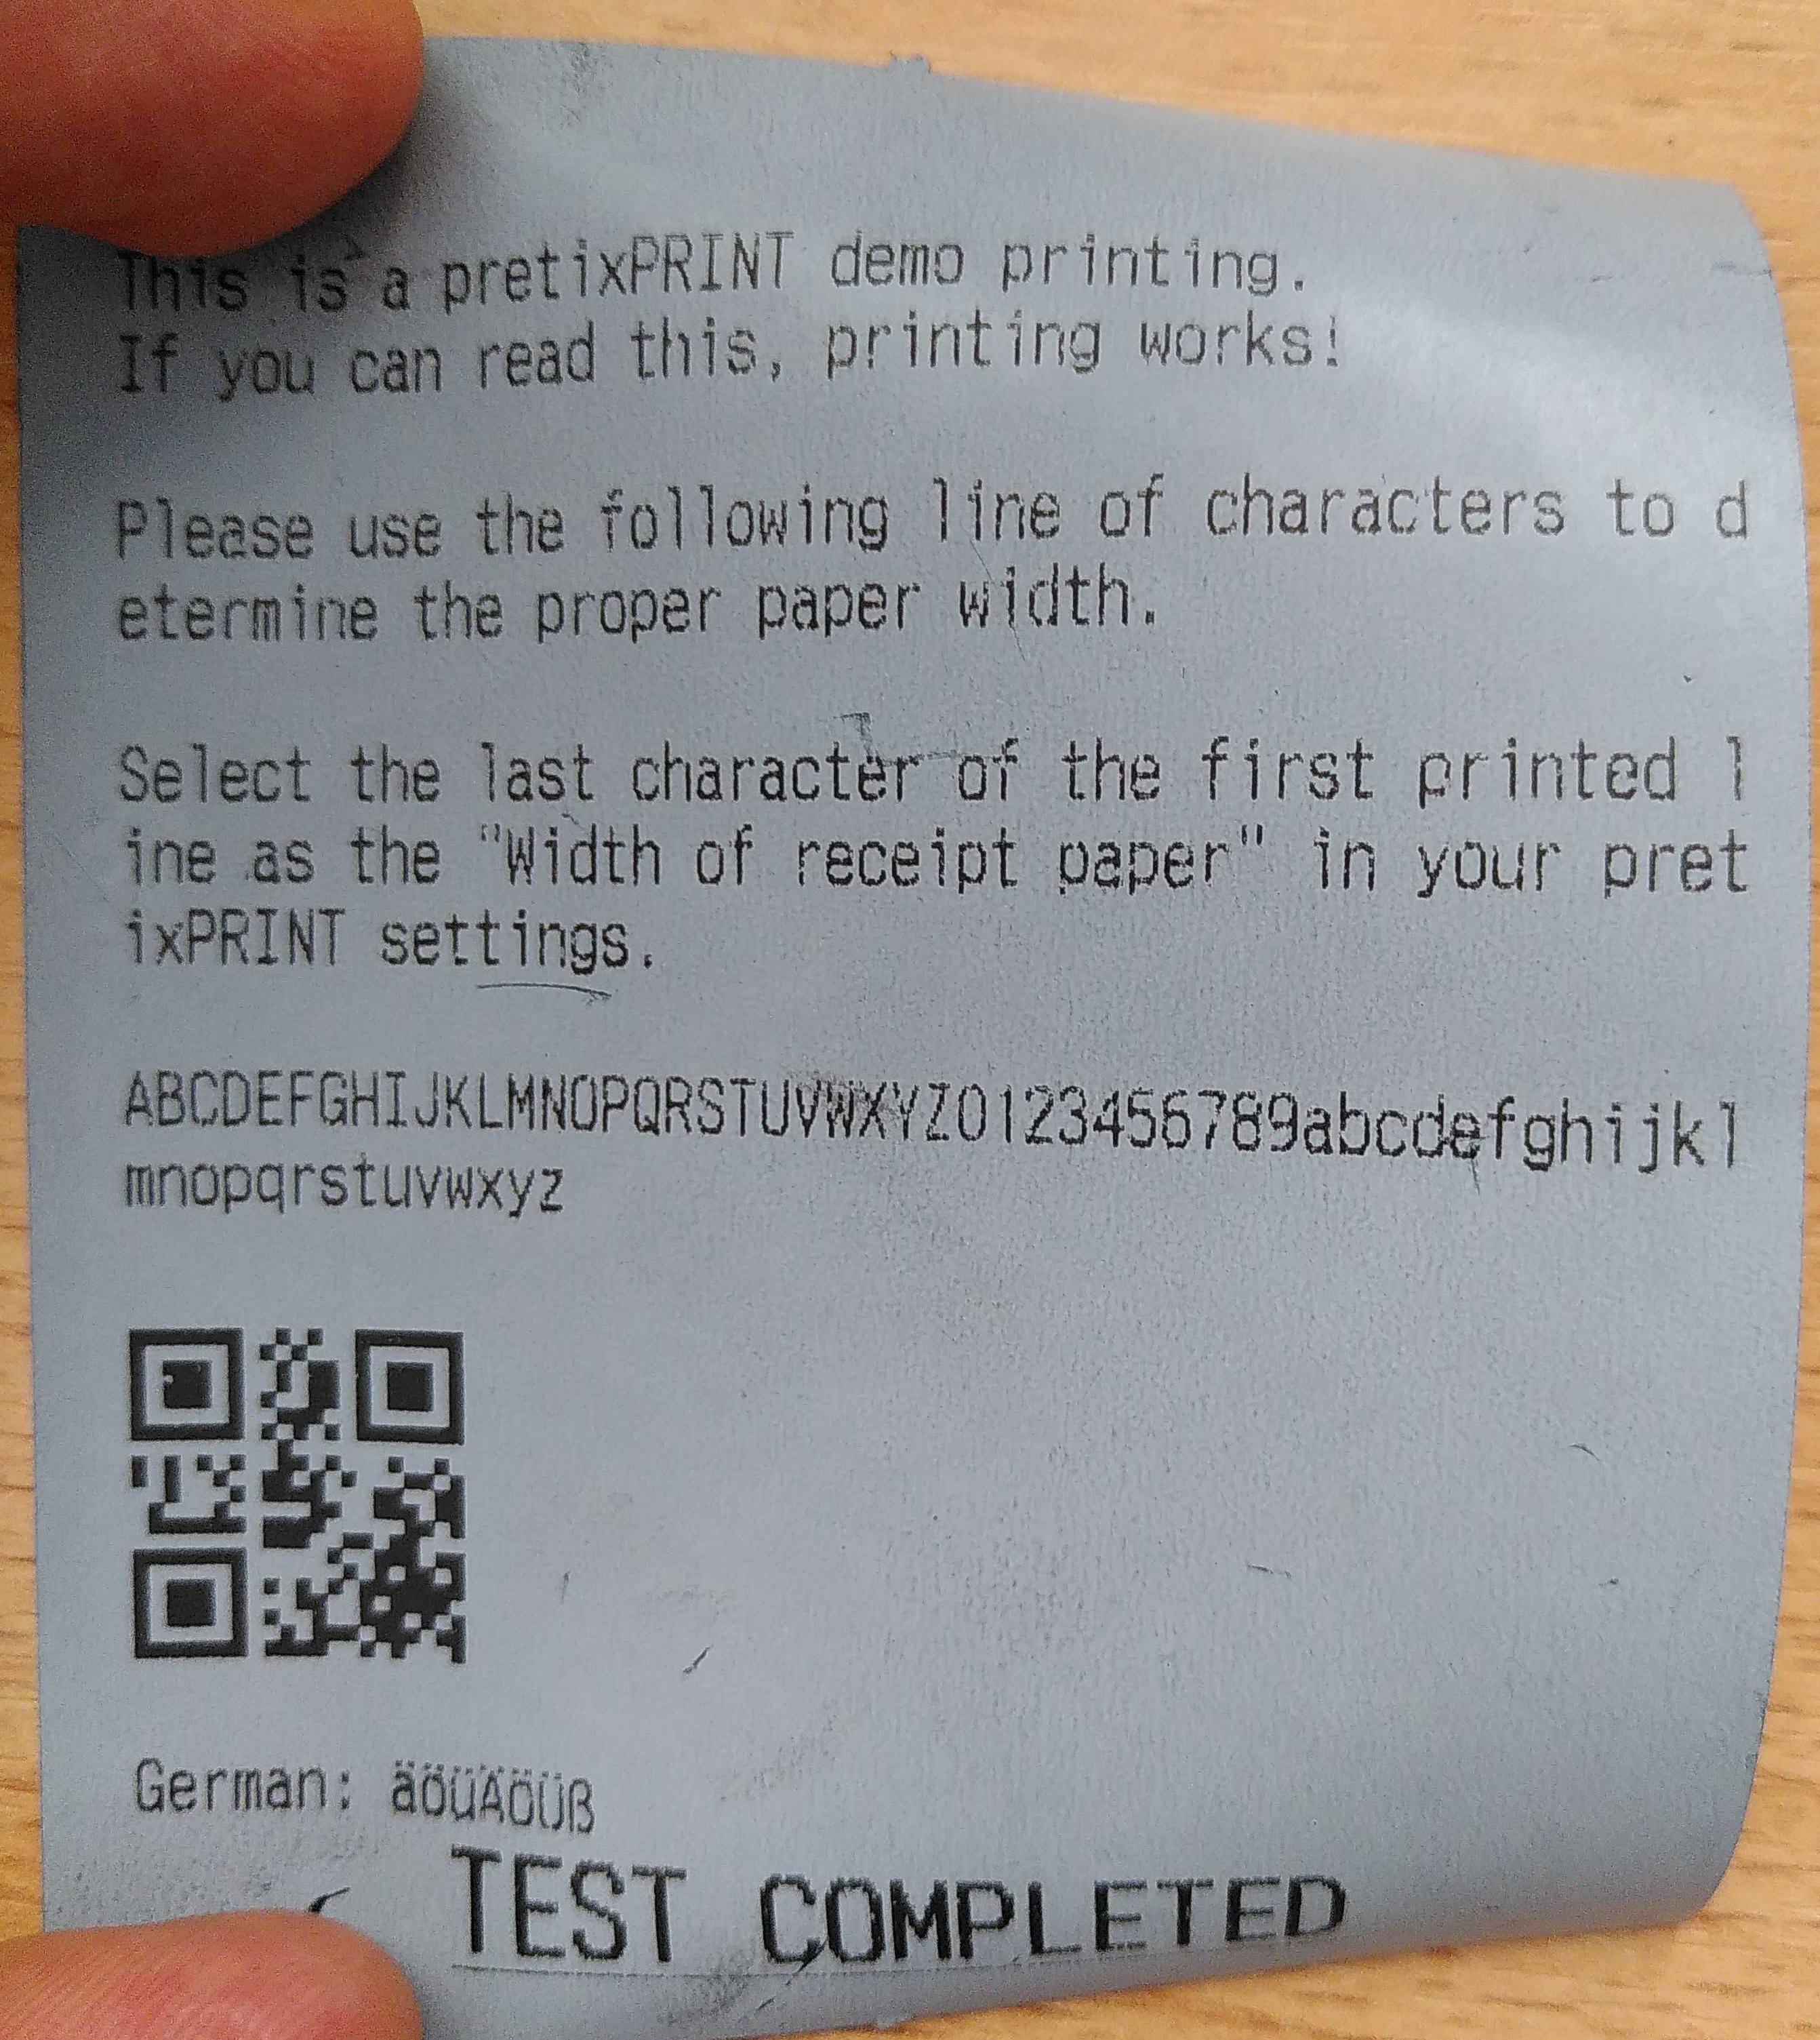 This is a pretixPRINT demo printing.
If you can read this, printing works!
Please use the following line of characters to d
etermine the proper paper width.
Select the last character of the first printed l
ine as the "Width of receipt paper" in your pret
ixPRINT settings.
ABCDEFGHIJKLMNOPQRSTUVWXYZ0123456789abcdefghijkl
mnopqrstuvwxyz
German: äöüÄÖÜß
TEST COMPLETED